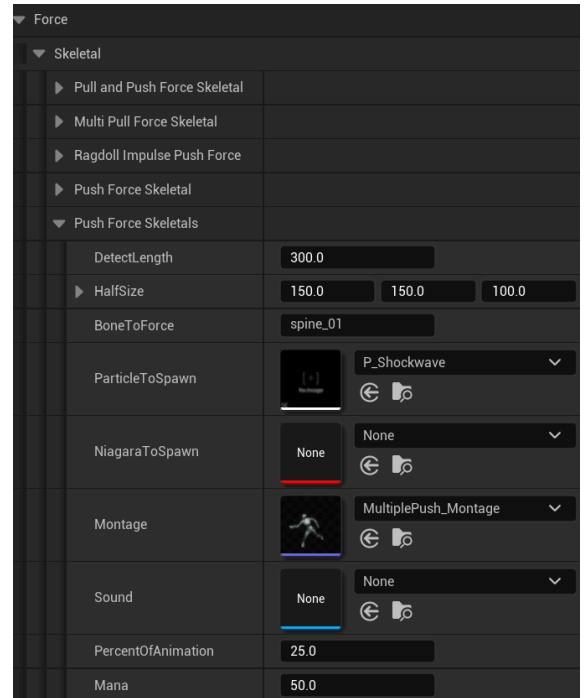 Force
Skeletal
Pull and Push Force Skeletal
Multi Pull Force Skeletal
Ragdoll Impulse Push Force
Push Force Skeletal
Push Force Skeletals
DetectLength 300.0
HalfSize 150.0 150.0 100.0
BoneToForce spine_01
ParticleToSpawn P_Shockwave
NiagaraToSpawn None None
Montage MultiplePush_Montage
Sound None None
PercentOfAnimation 25.0
Mana 50.0